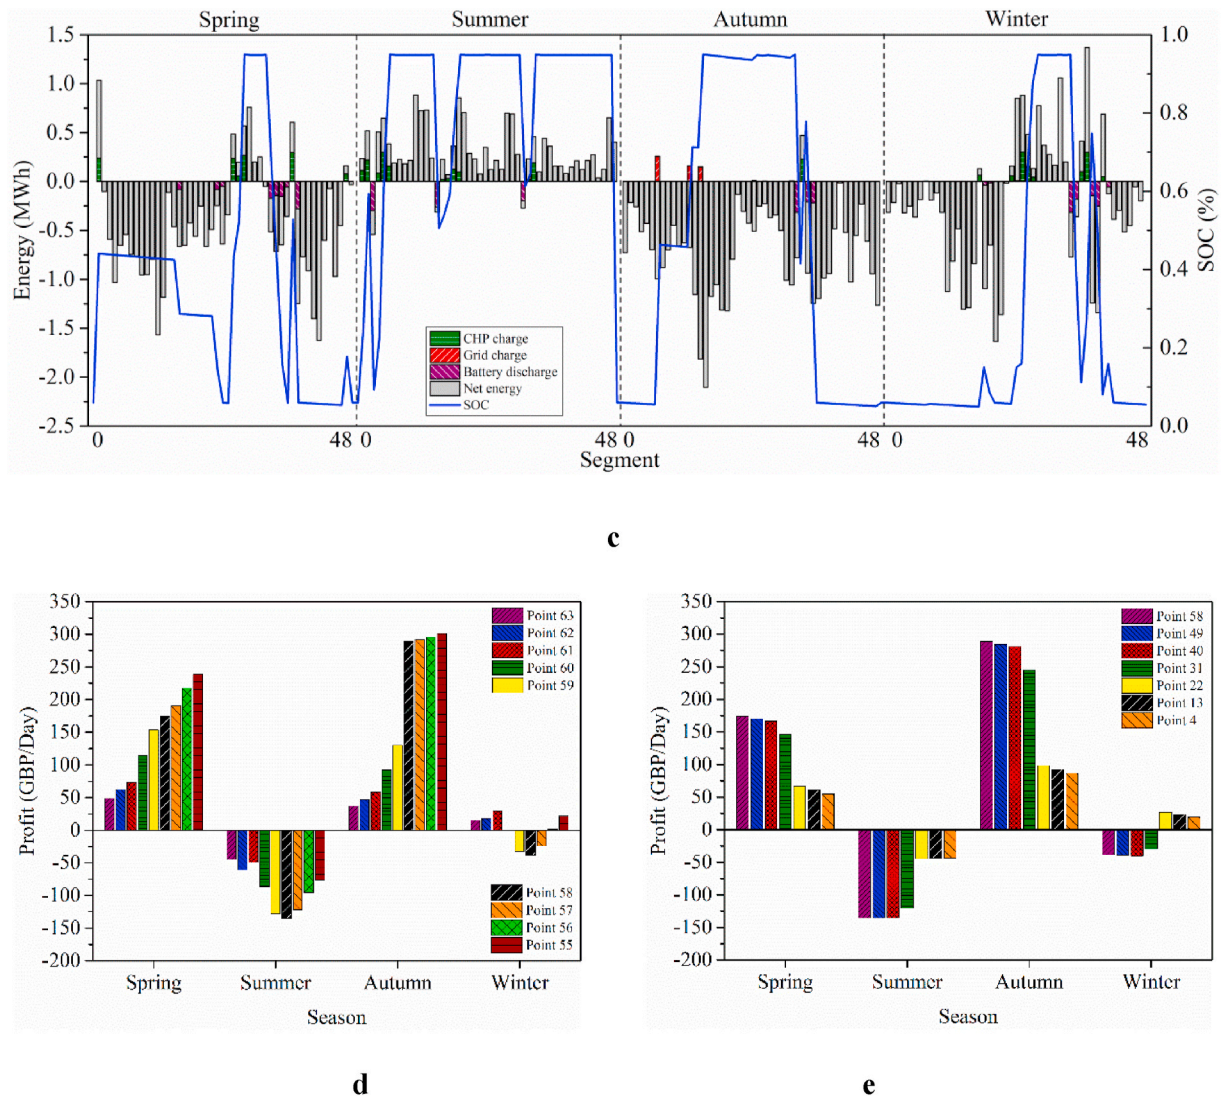 Spring Summer Autumn Winter
1.5 1.0
1.0 0.8
0.5
0.0 0.6
-0.5
-1.0 0.4
-1.5
-2.0 0.2
-2.5 0.0
Energy (MWh)
SOC (%)
CHP charge
Grid charge
Battery discharge
Net energy
SOC
0 48 0 48 0 48 0 48
Segment
c
350
300
250
200
150
100
50
0
-50
-100
-150
-200
Profit (GBP/Day)
Point 63
Point 62
Point 61
Point 60
Point 59
Point 58
Point 57
Point 56
Point 55
Spring Summer Autumn Winter
Season
d
350
300
250
200
150
100
50
0
-50
-100
-150
-200
Profit (GBP/Day)
Point 58
Point 49
Point 40
Point 31
Point 22
Point 13
Point 4
Spring Summer Autumn Winter
Season
e